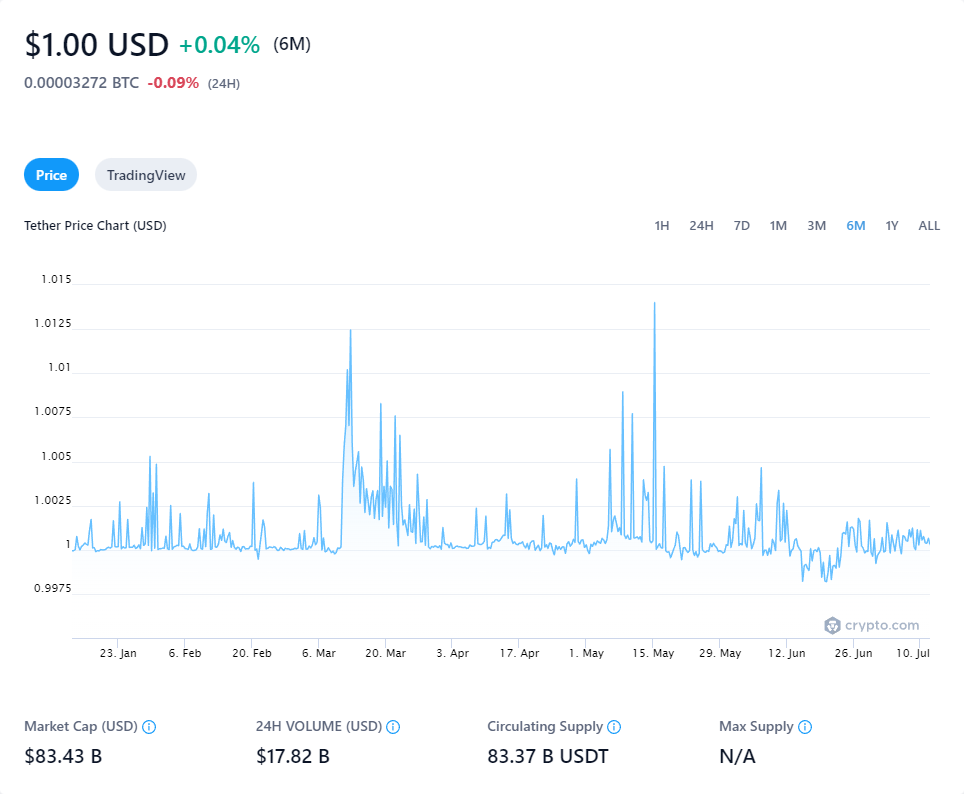 $1.00 USD +0.04% (6M)
0.00003272 BTC -0.09% (24H)
Price TradingView
Tether Price Chart (USD) 1H 24H 7D 1M 3M 6M 1Y ALL
1.015
1.0125
1.01
1.0075
1.005
1.0025
1
0.9975
crypto.com
23. Jan 6. Feb 20. Feb 6. Mar 20. Mar 3. Apr 17. Apr 1. May 15. May 29. May 12. Jun 26. Jun 10. Jul
Market Cap (USD) 24H VOLUME (USD) Circulating Supply Max Supply
$83.43 B $17.82 B 83.37 B USDT N/A